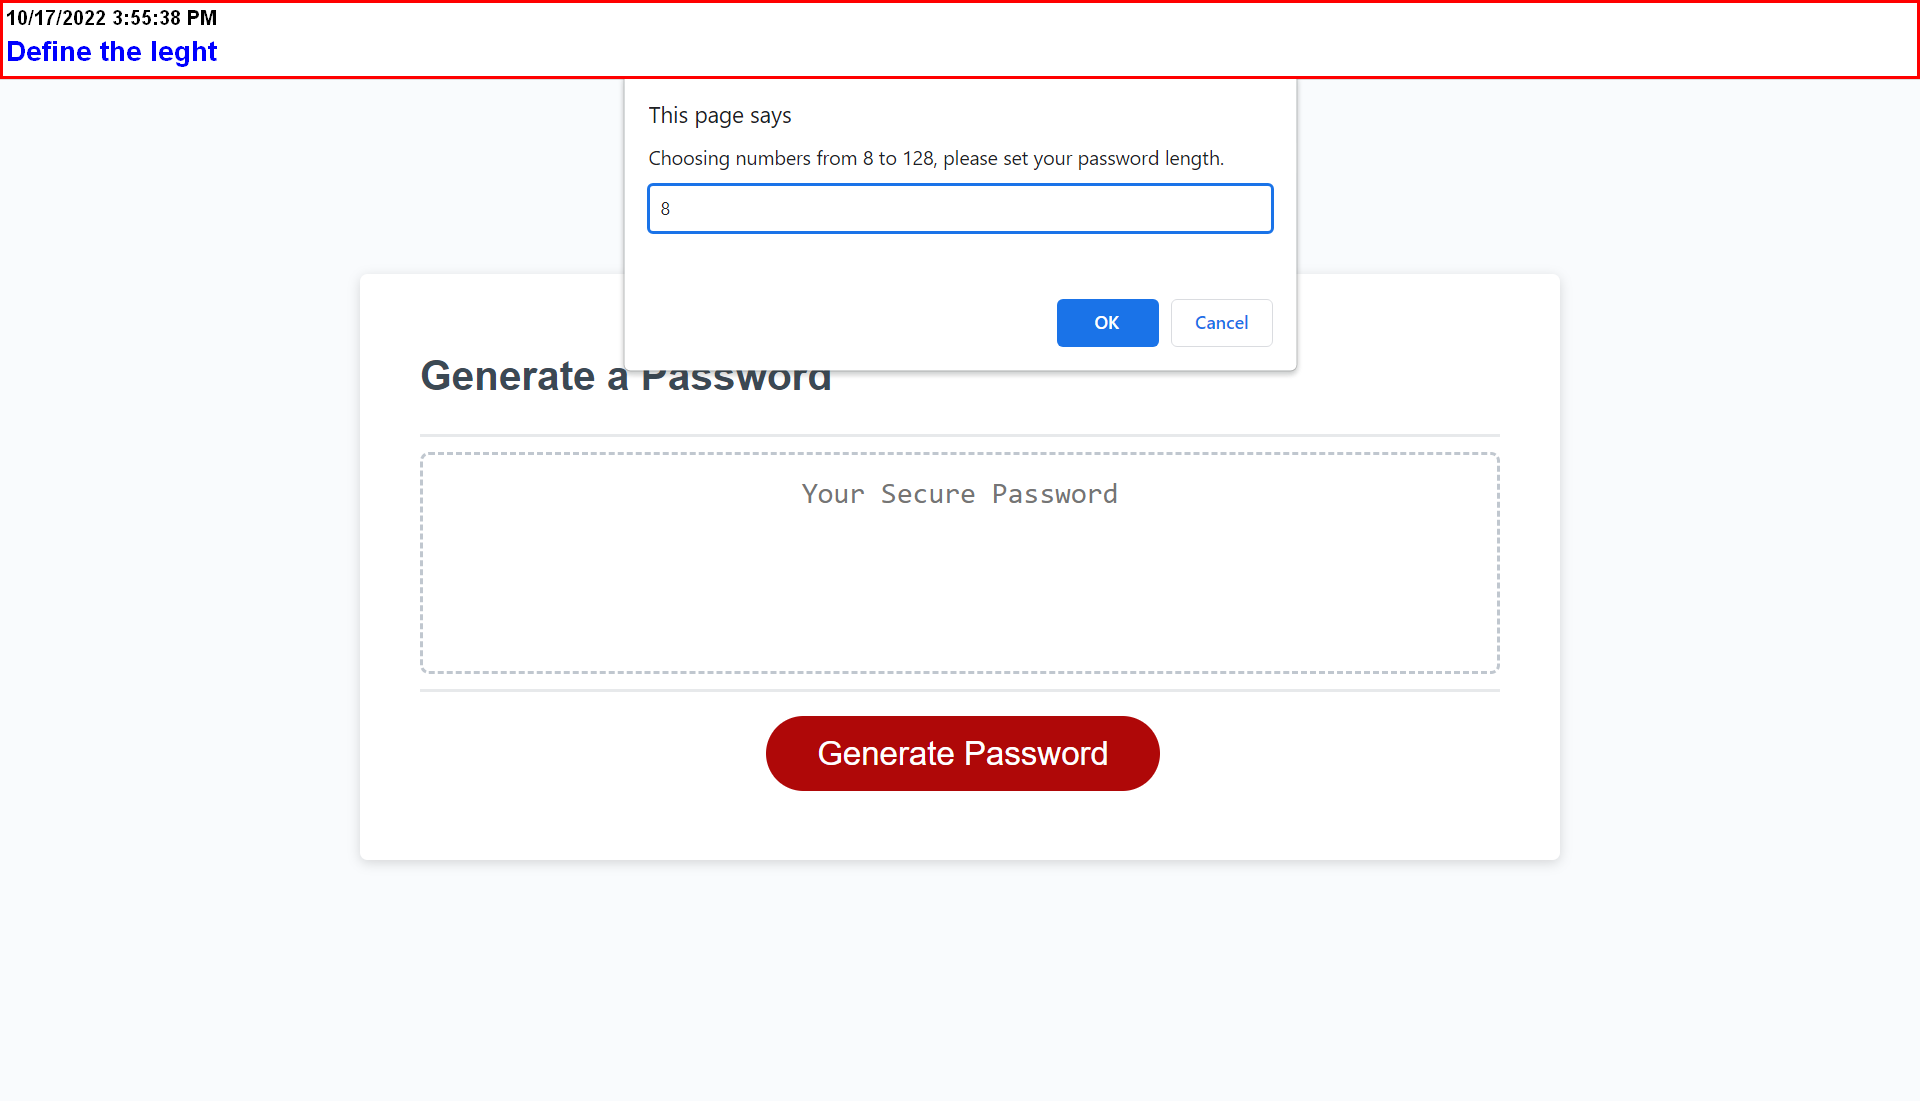 10/17/2022 3:55:38 PM
Define the leght
This page says
Choosing numbers from 8 to 128, please set your password length.
8
OK Cancel
Generate a Password
Your Secure Password
Generate Password